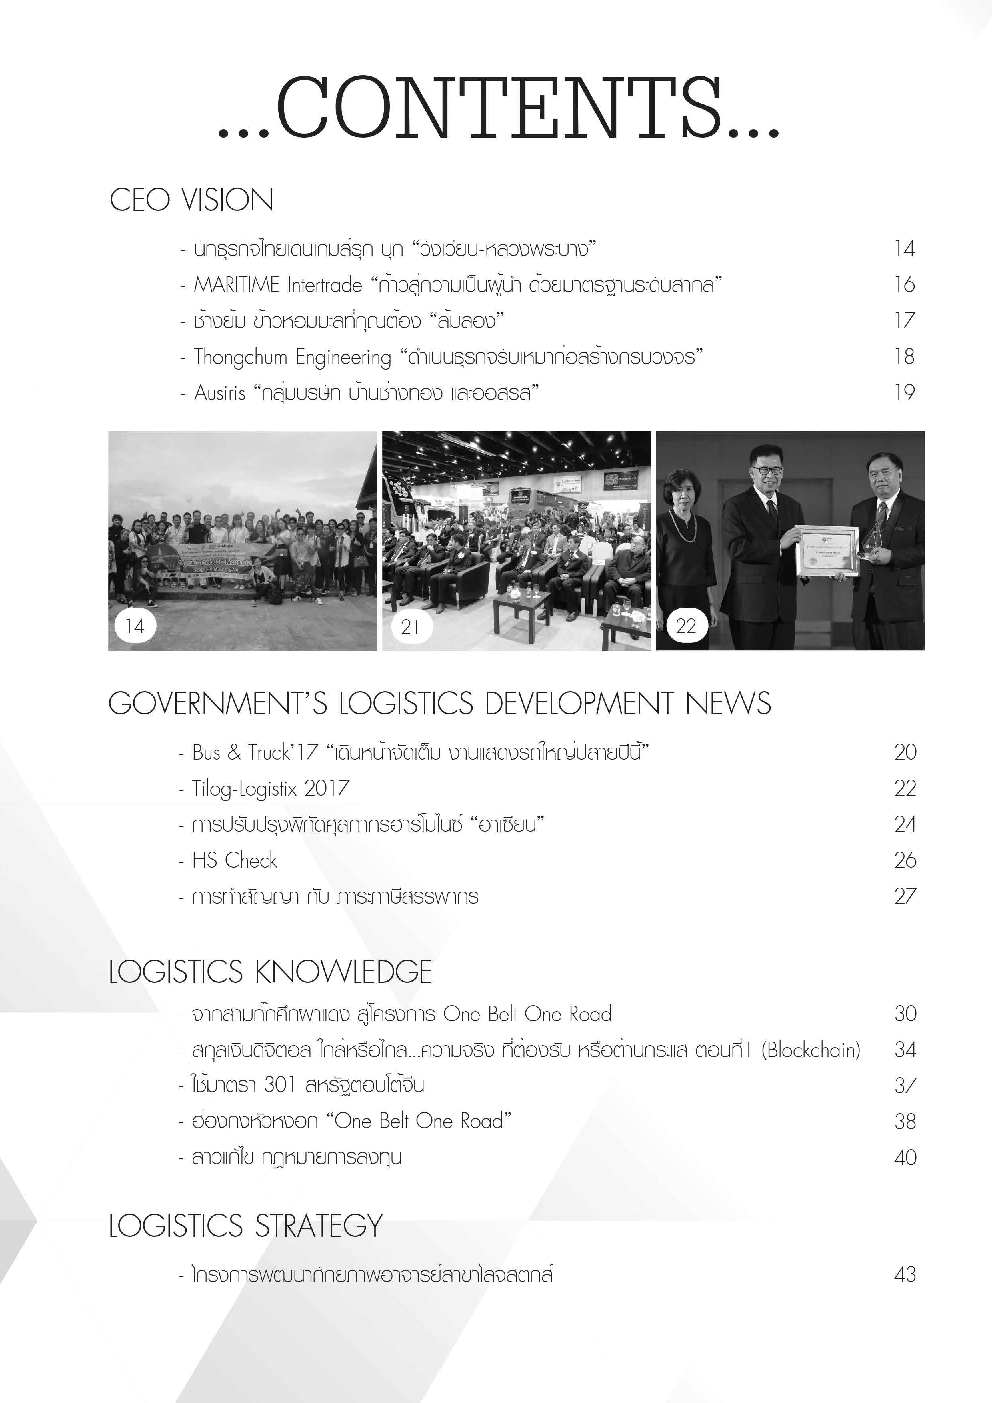 ...CONTENTS...
CEO VISION
- นักธุรกิจไทยเดินเกมส์รุก บุก “วังเวียน-หลวงพระบาง” 14
- MARITIME Intertrade “ก้าวสู่ความเป็นผู้นำ ด้วยมาตรฐานระดับสากล” 16
- ช้างยิ้ม ข้าวหอมมะลิที่คุณต้อง “ลิ้มลอง” 17
- Thongchum Engineering “ดำเนินธุรกิจรับเหมาก่อสร้างครบวงจร” 18
- Ausiris “กลุ่มบริษัท บ้านช่างทอง และออสิริส” 19
14
21
22
GOVERNMENT’S LOGISTICS DEVELOPMENT NEWS
- Bus & Truck’17 “เดินหน้าจัดเต็ม งานแสดงรถใหญ่ปลายปีนี้” 20
- Tilog-Logistix 2017 22
- การปรับปรุงพิกัดศุลกากรฮาร์โมไนซ์ “อาเซียน” 24
- HS Check 26
- การทำสัญญา กับ ภาระภาษีสรรพากร 27
LOGISTICS KNOWLEDGE
- จากสามก๊กศึกผาแดง สู่โครงการ One Belt One Road 30
- สกุลเงินดิจิตอล ใกล้หรือไกล...ความจริง ที่ต้องรับ หรือต้านกระแส ตอนที่1 (Blockchain) 34
- ใช้มาตรา 301 สหรัฐตอบโต้จีน 37
- ฮ่องกงหัวหงอก “One Belt One Road” 38
- ลาวแก้ไข กฎหมายการลงทุน 40
LOGISTICS STRATEGY
- โครงการพัฒนาศักยภาพอาจารย์สาขาโลจิสติกส์ 43